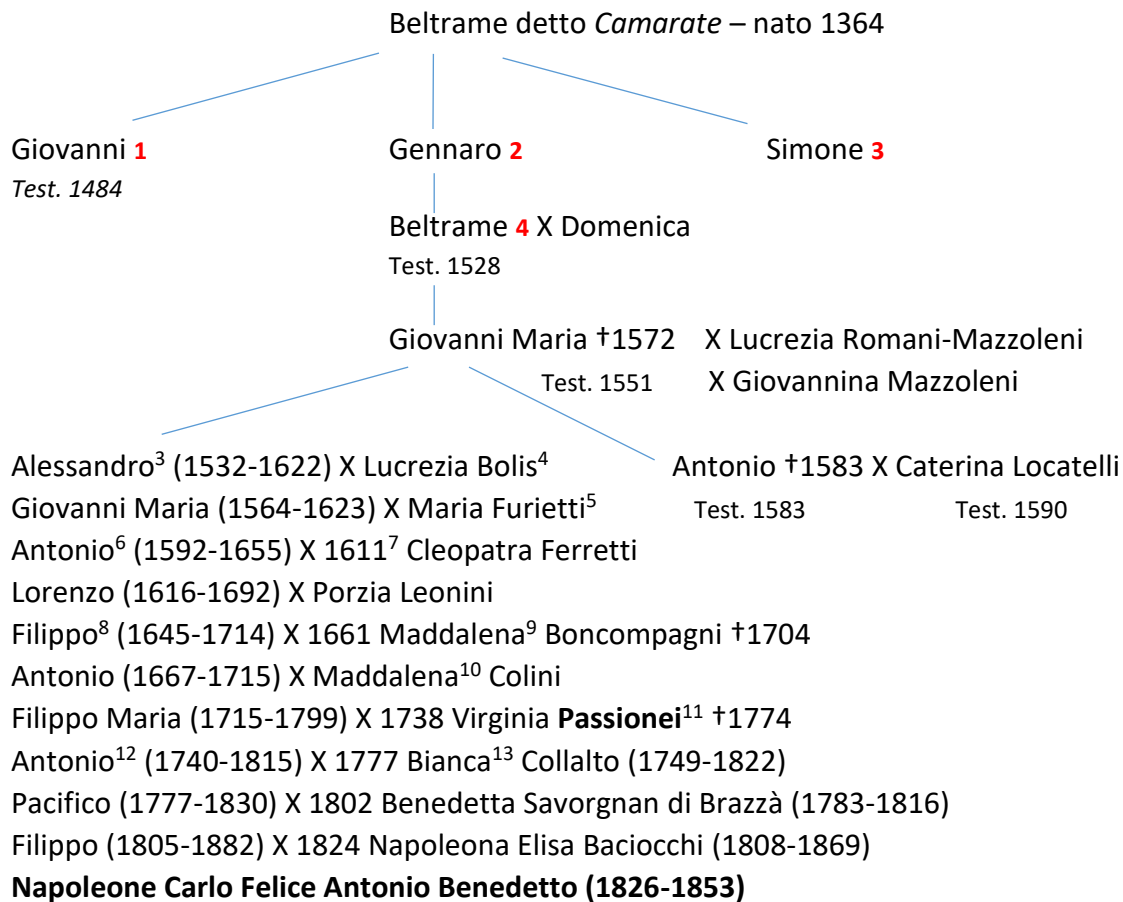 Beltrame detto Camarate – nato 1364
Giovanni 1 Gennaro 2 Simone 3
Test. 1484
Beltrame 4 X Domenica
Test. 1528
Giovanni Maria †1572 X Lucrezia Romani-Mazzoleni
Test. 1551 X Giovannina Mazzoleni
Alessandro³ (1532-1622) X Lucrezia Bolis⁴ Antonio †1583 X Caterina Locatelli
Giovanni Maria (1564-1623) X Maria Furietti⁵ Test. 1583 Test. 1590
Antonio⁶ (1592-1655) X 1611⁷ Cleopatra Ferretti
Lorenzo (1616-1692) X Porzia Leonini
Filippo⁸ (1645-1714) X 1661 Maddalena⁹ Boncompagni †1704
Antonio (1667-1715) X Maddalena¹⁰ Colini
Filippo Maria (1715-1799) X 1738 Virginia Passionei¹¹ †1774
Antonio¹² (1740-1815) X 1777 Bianca¹³ Collalto (1749-1822)
Pacifico (1777-1830) X 1802 Benedetta Savorgnan di Brazzà (1783-1816)
Filippo (1805-1882) X 1824 Napoleona Elisa Baciocchi (1808-1869)
Napoleone Carlo Felice Antonio Benedetto (1826-1853)